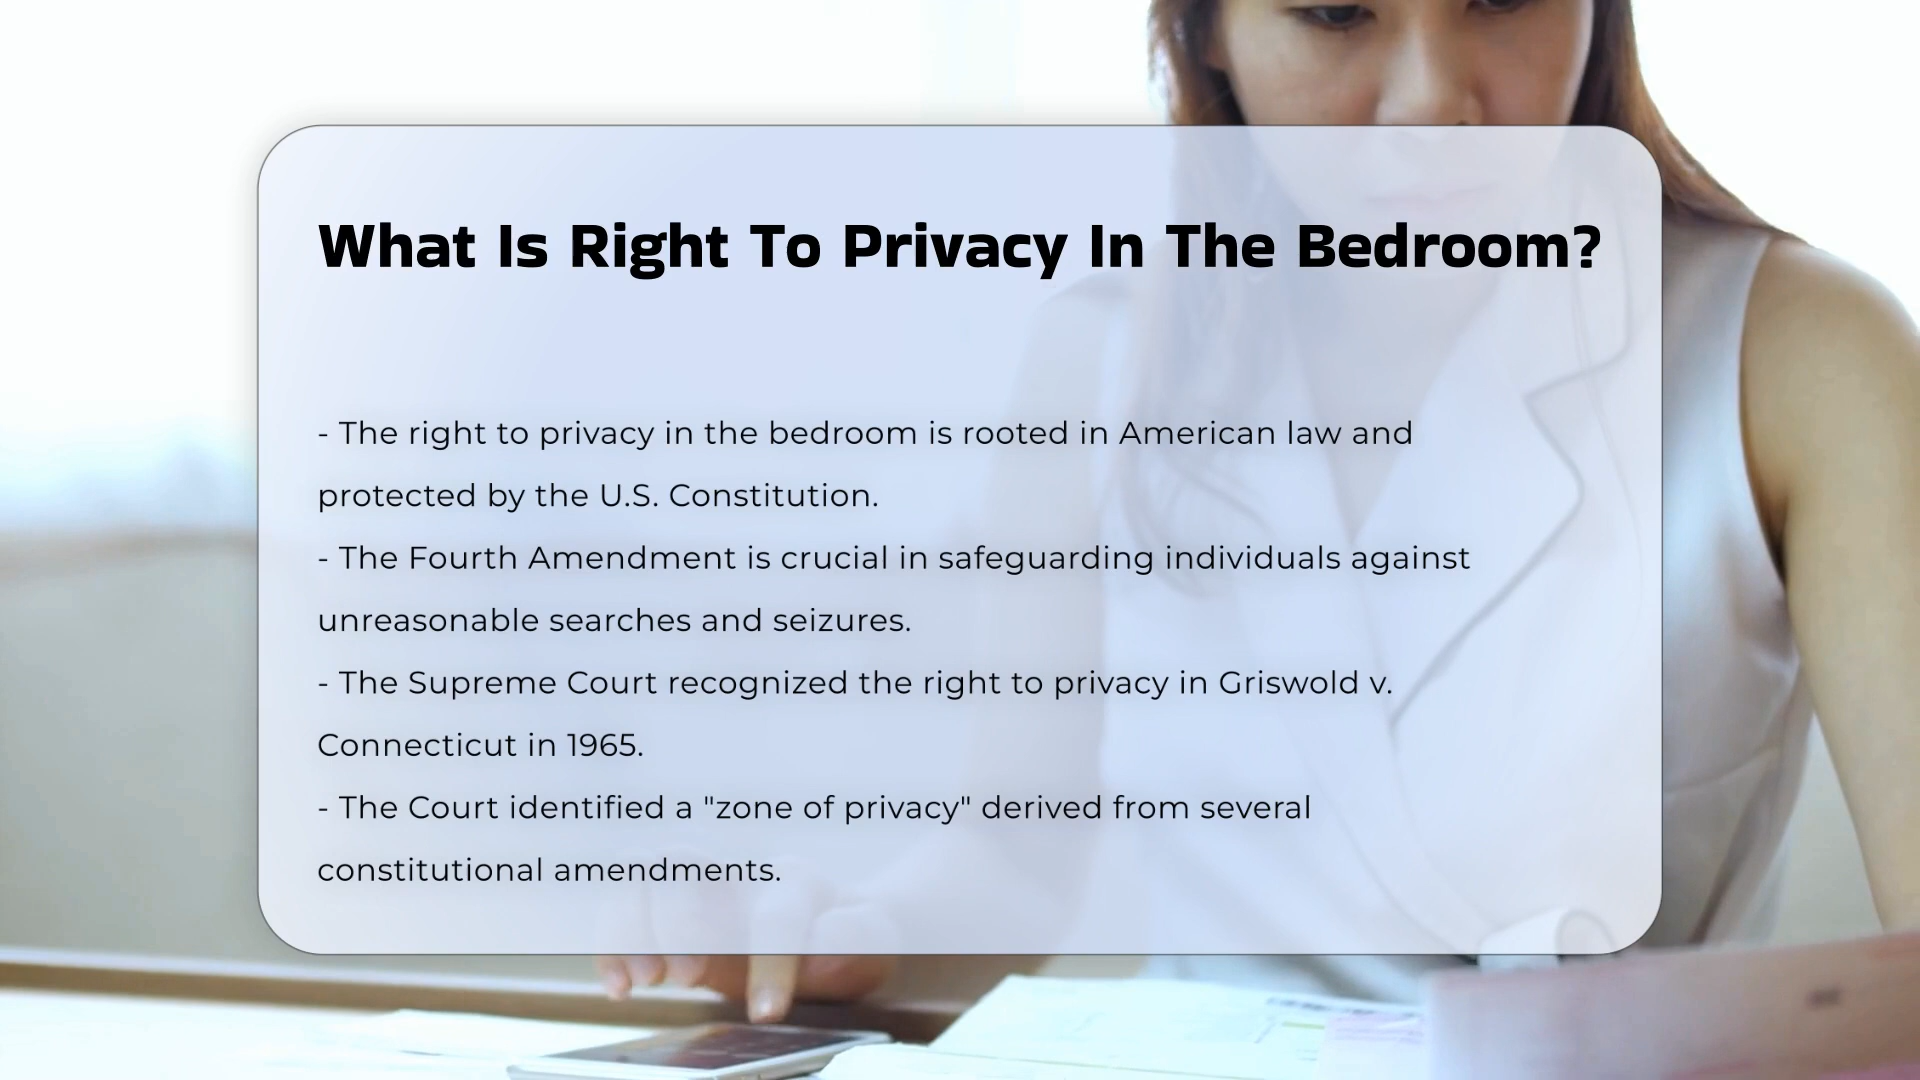 What Is Right To Privacy In The Bedroom?
- The right to privacy in the bedroom is rooted in American law and
protected by the U.S. Constitution.
- The Fourth Amendment is crucial in safeguarding individuals against
unreasonable searches and seizures.
- The Supreme Court recognized the right to privacy in Griswold v.
Connecticut in 1965.
- The Court identified a "zone of privacy" derived from several
constitutional amendments.